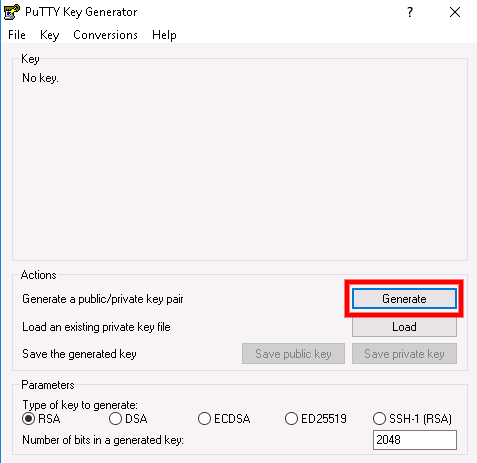 PuTTY Key Generator
File Key Conversions Help
Key
No key.
Actions
Generate a public/private key pair
Generate
Load an existing private key file
Load
Save the generated key
Save public key
Save private key
Parameters
Type of key to generate:
RSA DSA ECDSA ED25519 SSH-1 (RSA)
Number of bits in a generated key:
2048